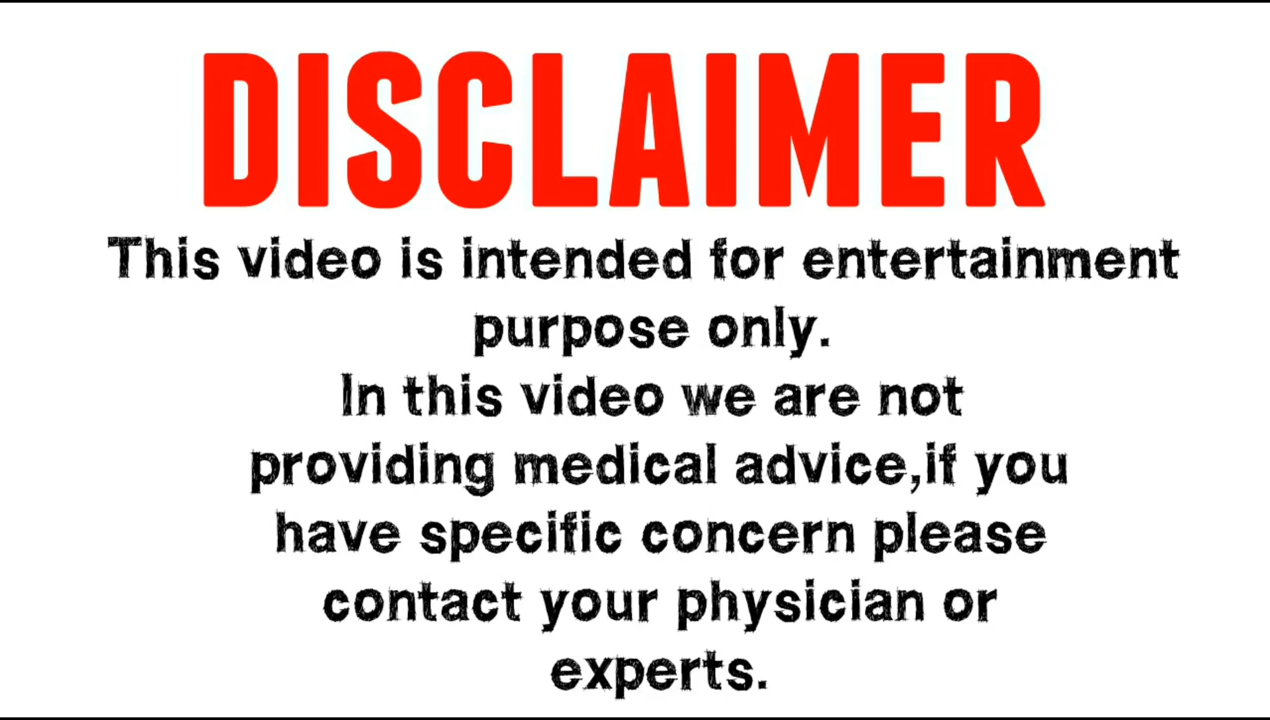 DISCLAIMER
This video is intended for entertainment
purpose only.
In this video we are not
providing medical advice,if you
have specific concern please
contact your physician or
experts.